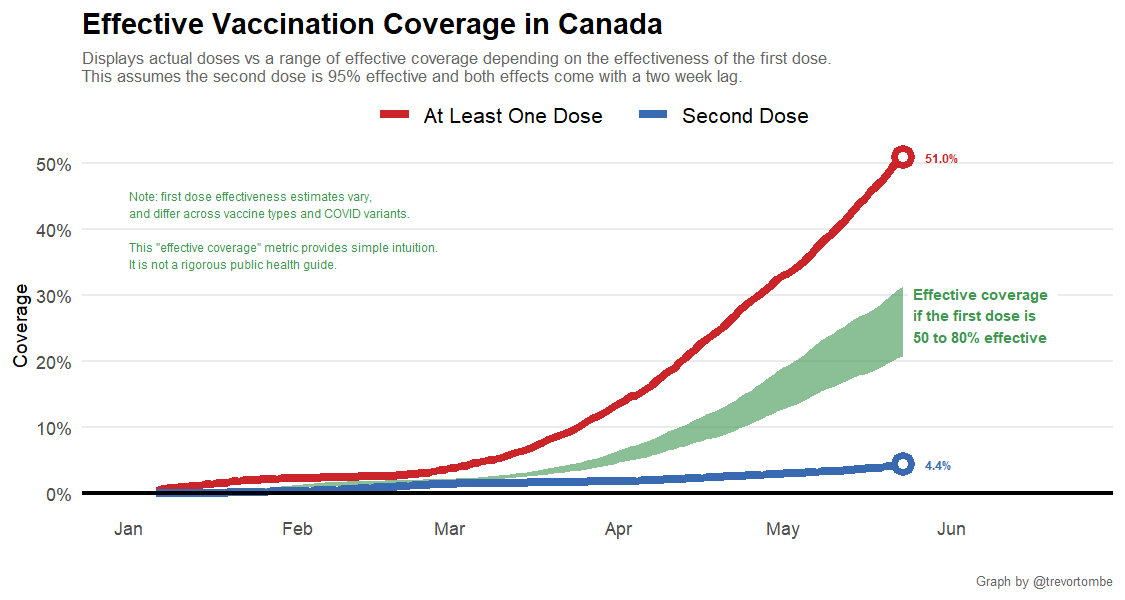 Effective Vaccination Coverage in Canada
Displays actual doses vs a range of effective coverage depending on the effectiveness of the first dose.
This assumes the second dose is 95% effective and both effects come with a two week lag.
At Least One Dose
Second Dose
Coverage
50%
40%
30%
20%
10%
0%
Note: first dose effectiveness estimates vary,
and differ across vaccine types and COVID variants.
This "effective coverage" metric provides simple intuition.
It is not a rigorous public health guide.
51.0%
Effective coverage
if the first dose is
50 to 80% effective
4.4%
Jan
Feb
Mar
Apr
May
Jun
Graph by @trevortombe